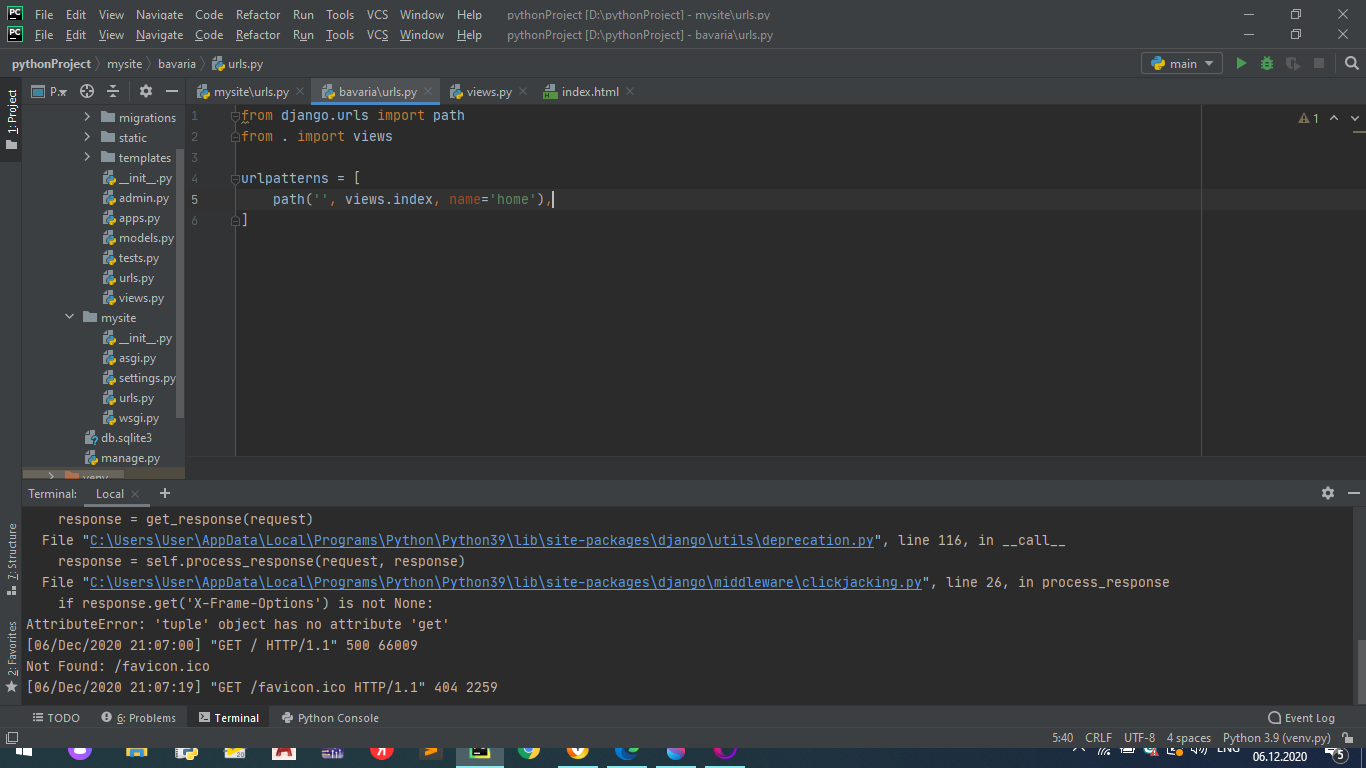 File Edit View Navigate Code Refactor Run Tools VCS Window Help pythonProject [D:\pythonProject] - mysite\urls.py
File Edit View Navigate Code Refactor Run Tools VCS Window Help pythonProject [D:\pythonProject] - bavaria\urls.py
pythonProject mysite bavaria urls.py main
1: Project
P..
mysite\urls.py bavaria\urls.py views.py index.html
migrations
static
templates
__init__.py
admin.py
apps.py
models.py
tests.py
urls.py
views.py
mysite
__init__.py
asgi.py
settings.py
urls.py
wsgi.py
db.sqlite3
manage.py
venv
1 from django.urls import path
2 from . import views
3
4 urlpatterns = [
5 path('', views.index, name='home'),
6 ]
1
Terminal: Local
response = get_response(request)
File "C:\Users\User\AppData\Local\Programs\Python\Python39\lib\site-packages\django\utils\deprecation.py", line 116, in __call__
response = self.process_response(request, response)
File "C:\Users\User\AppData\Local\Programs\Python\Python39\lib\site-packages\django\middleware\clickjacking.py", line 26, in process_response
if response.get('X-Frame-Options') is not None:
AttributeError: 'tuple' object has no attribute 'get'
[06/Dec/2020 21:07:00] "GET / HTTP/1.1" 500 66009
Not Found: /favicon.ico
[06/Dec/2020 21:07:19] "GET /favicon.ico HTTP/1.1" 404 2259
7: Structure
2: Favorites
TODO 6: Problems Terminal Python Console Event Log
5:40 CRLF UTF-8 4 spaces Python 3.9 (venv.py)
ENG
06.12.2020
5